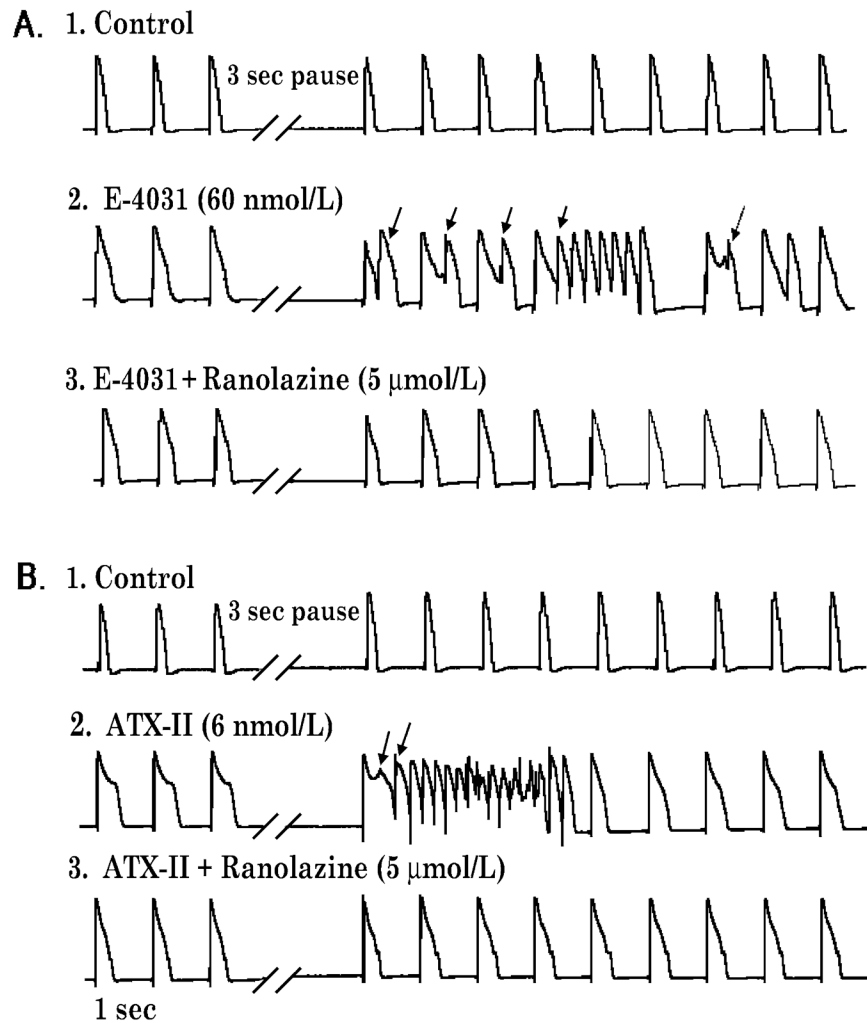 A. 1. Control
3 sec pause
2. E-4031 (60 nmol/L)
3. E-4031 + Ranolazine (5 μmol/L)
B. 1. Control
3 sec pause
2. ATX-II (6 nmol/L)
3. ATX-II + Ranolazine (5 μmol/L)
1 sec